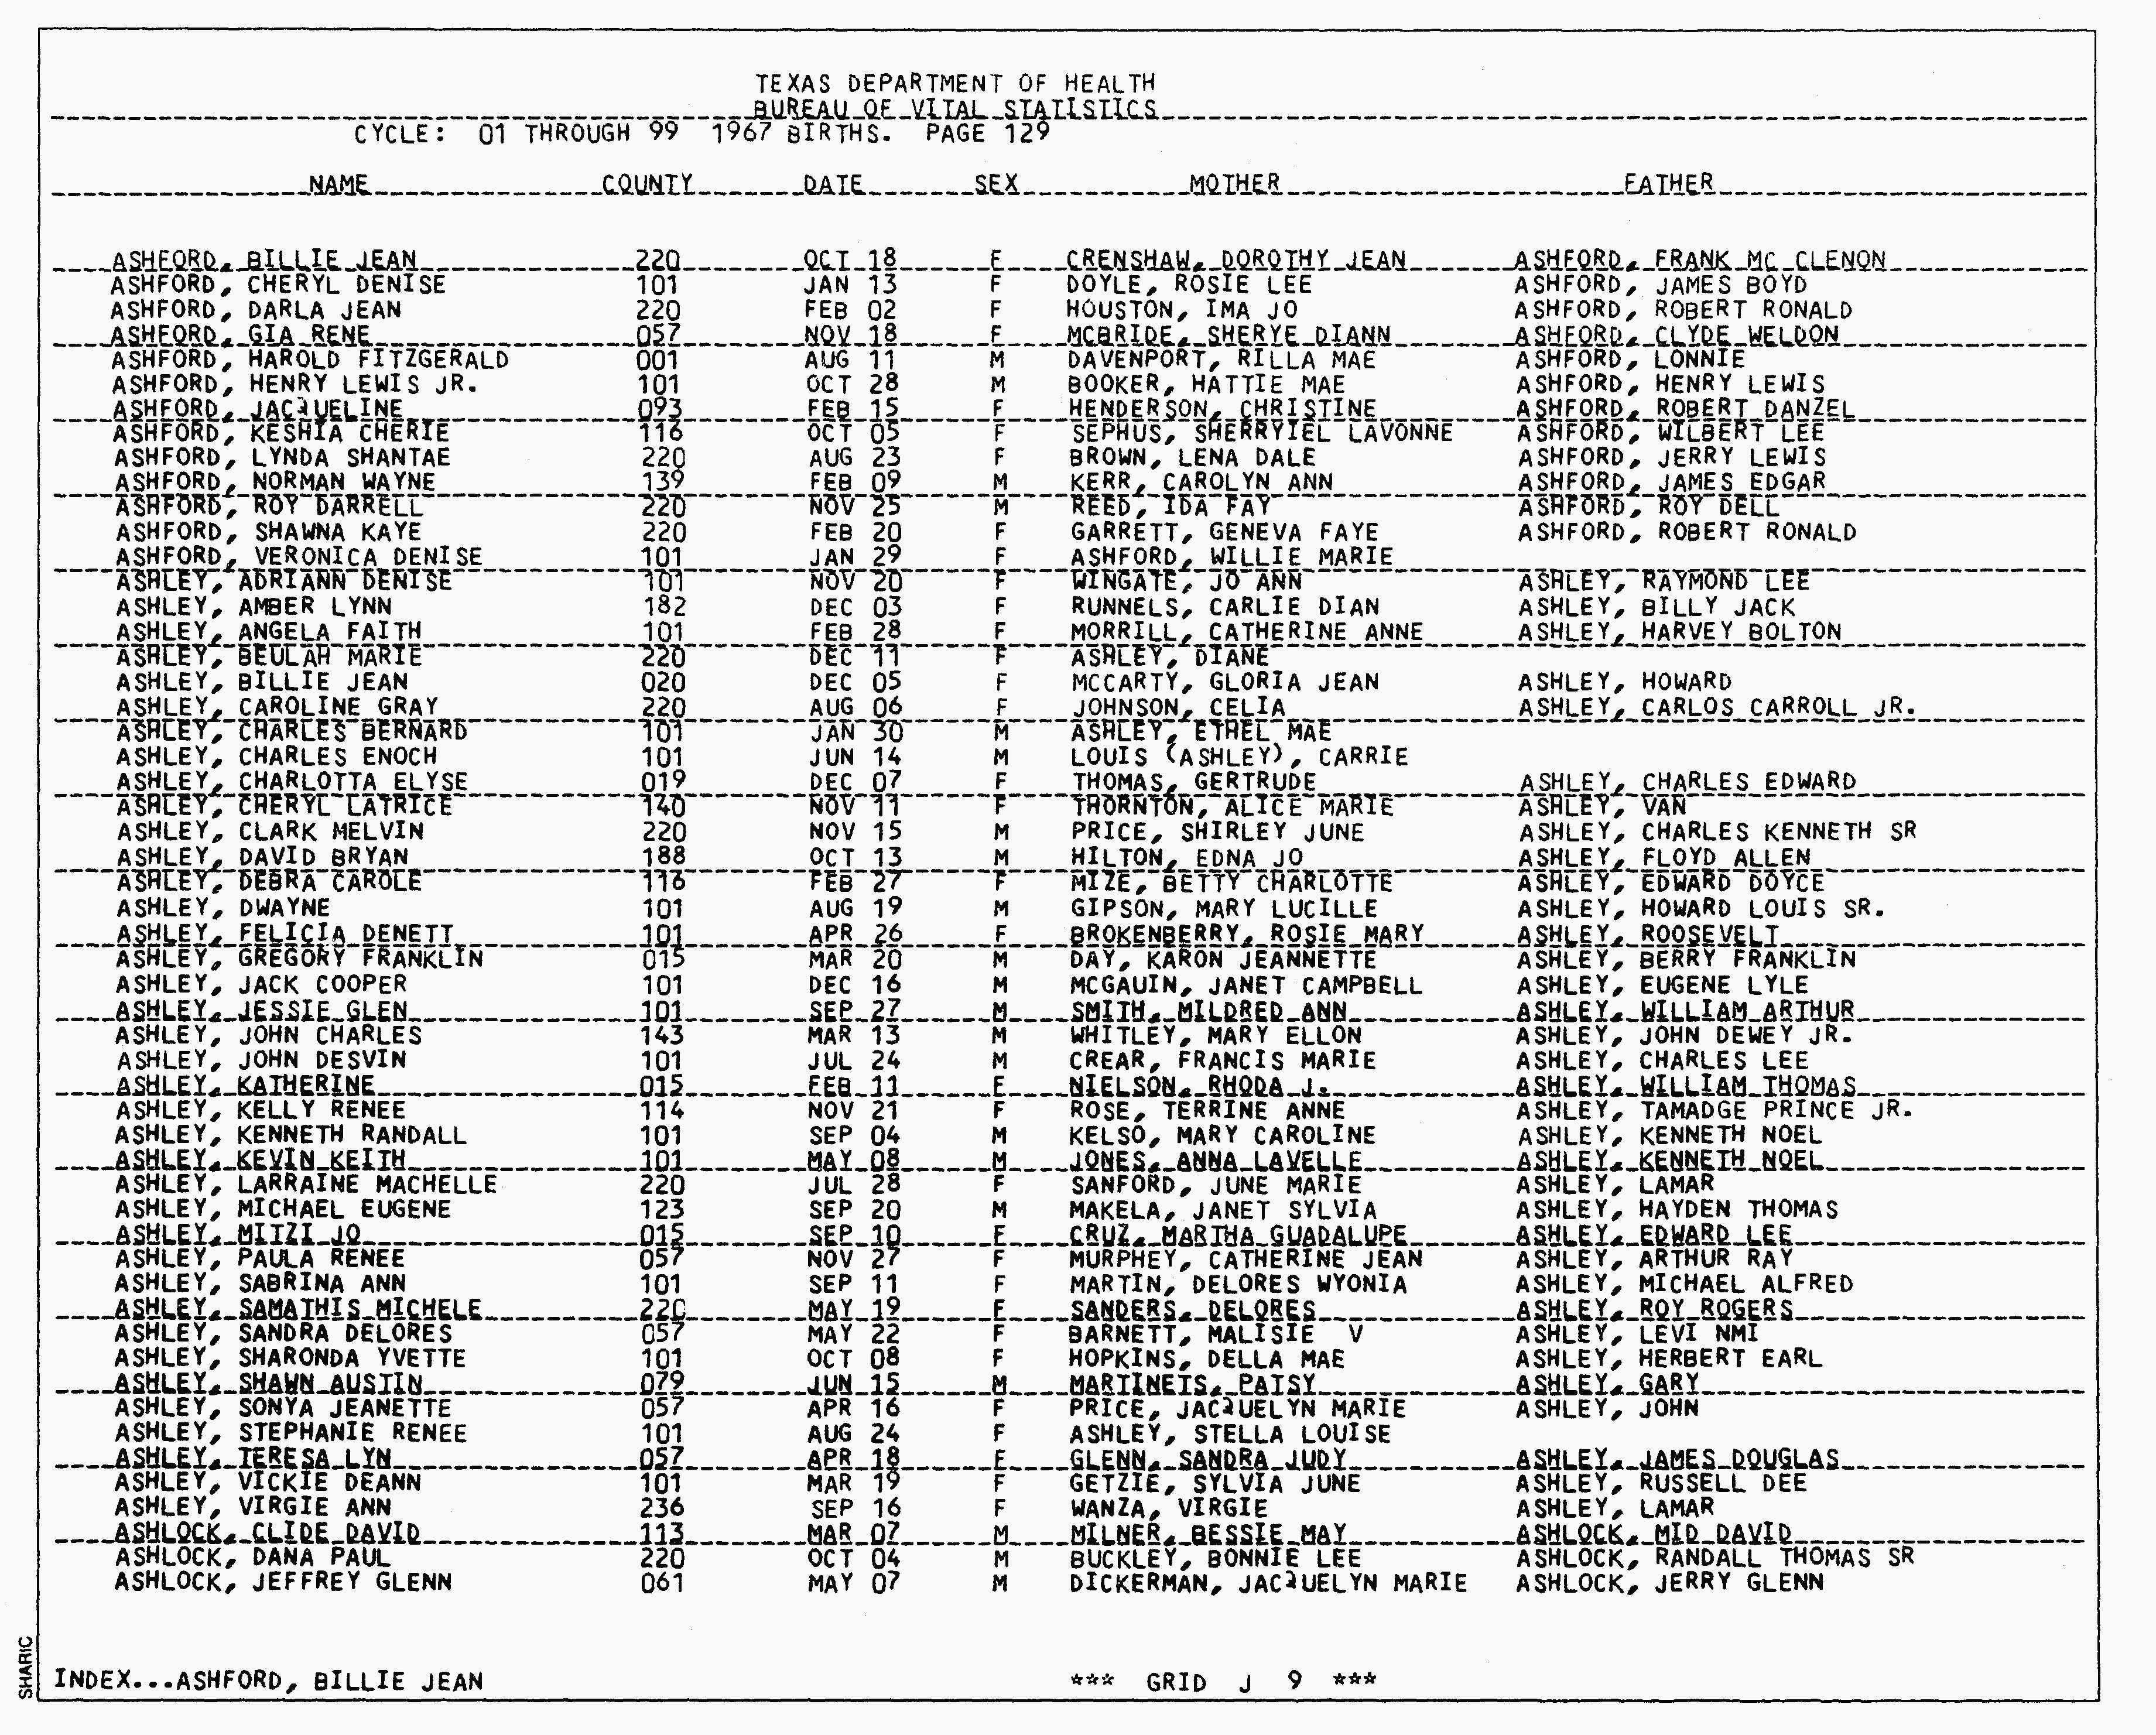 TEXAS DEPARTMENT OF HEALTH
BUREAU OF VITAL STATISTICS
CYCLE: 01 THROUGH 99 1967 BIRTHS. PAGE 129
NAME COUNTY DATE SEX MOTHER FATHER
ASHFORD, BILLIE JEAN 220 OCT 18 F CRENSHAW, DOROTHY JEAN ASHFORD, FRANK MC CLENON
ASHFORD, CHERYL DENISE 101 JAN 13 F DOYLE, ROSIE LEE ASHFORD, JAMES BOYD
ASHFORD, DARLA JEAN 220 FEB 02 F HOUSTON, IMA JO ASHFORD, ROBERT RONALD
ASHFORD, GIA RENE 057 NOV 18 F MCBRIDE, SHERYE DIANN ASHFORD, CLYDE WELDON
ASHFORD, HAROLD FITZGERALD 001 AUG 11 M DAVENPORT, RILLA MAE ASHFORD, LONNIE
ASHFORD, HENRY LEWIS JR. 101 OCT 28 M BOOKER, HATTIE MAE ASHFORD, HENRY LEWIS
ASHFORD, JACQUELINE 093 FEB 15 F HENDERSON, CHRISTINE ASHFORD, ROBERT DANZEL
ASHFORD, KESHIA CHERIE 116 OCT 05 F SEPHUS, SHERRYIEL LAVONNE ASHFORD, WILBERT LEE
ASHFORD, LYNDA SHANTAE 220 AUG 23 F BROWN, LENA DALE ASHFORD, JERRY LEWIS
ASHFORD, NORMAN WAYNE 139 FEB 09 M KERR, CAROLYN ANN ASHFORD, JAMES EDGAR
ASHFORD, ROY DARRELL 220 NOV 25 M REED, IDA FAY ASHFORD, ROY DELL
ASHFORD, SHAWNA KAYE 220 FEB 20 F GARRETT, GENEVA FAYE ASHFORD, ROBERT RONALD
ASHFORD, VERONICA DENISE 101 JAN 29 F ASHFORD, WILLIE MARIE
ASHLEY, ADRIANN DENISE 101 NOV 20 F WINGATE, JO ANN ASHLEY, RAYMOND LEE
ASHLEY, AMBER LYNN 182 DEC 03 F RUNNELS, CARLIE DIAN ASHLEY, BILLY JACK
ASHLEY, ANGELA FAITH 101 FEB 28 F MORRILL, CATHERINE ANNE ASHLEY, HARVEY BOLTON
ASHLEY, BEULAH MARIE 220 DEC 11 F ASHLEY, DIANE
ASHLEY, BILLIE JEAN 020 DEC 05 F MCCARTY, GLORIA JEAN ASHLEY, HOWARD
ASHLEY, CAROLINE GRAY 220 AUG 06 F JOHNSON, CELIA ASHLEY, CARLOS CARROLL JR.
ASHLEY, CHARLES BERNARD 101 JAN 30 M ASHLEY, ETHEL MAE
ASHLEY, CHARLES ENOCH 101 JUN 14 M LOUIS (ASHLEY), CARRIE
ASHLEY, CHARLOTTA ELYSE 019 DEC 07 F THOMAS, GERTRUDE ASHLEY, CHARLES EDWARD
ASHLEY, CHERYL LATRICE 140 NOV 11 F THORNTON, ALICE MARIE ASHLEY, VAN
ASHLEY, CLARK MELVIN 220 NOV 15 M PRICE, SHIRLEY JUNE ASHLEY, CHARLES KENNETH SR
ASHLEY, DAVID BRYAN 188 OCT 13 M HILTON, EDNA JO ASHLEY, FLOYD ALLEN
ASHLEY, DEBRA CAROLE 116 FEB 27 F MIZE, BETTY CHARLOTTE ASHLEY, EDWARD DOYCE
ASHLEY, DWAYNE 101 AUG 19 M GIPSON, MARY LUCILLE ASHLEY, HOWARD LOUIS SR.
ASHLEY, FELICIA DENETT 101 APR 26 F BROKENBERRY, ROSIE MARY ASHLEY, ROOSEVELT
ASHLEY, GREGORY FRANKLIN 015 MAR 20 M DAY, KARON JEANNETTE ASHLEY, BERRY FRANKLIN
ASHLEY, JACK COOPER 101 DEC 16 M MCGAUIN, JANET CAMPBELL ASHLEY, EUGENE LYLE
ASHLEY, JESSIE GLEN 101 SEP 27 M SMITH, MILDRED ANN ASHLEY, WILLIAM ARTHUR
ASHLEY, JOHN CHARLES 143 MAR 13 M WHITLEY, MARY ELLON ASHLEY, JOHN DEWEY JR.
ASHLEY, JOHN DESVIN 101 JUL 24 M CREAR, FRANCIS MARIE ASHLEY, CHARLES LEE
ASHLEY, KATHERINE 015 FEB 11 F NIELSON, RHODA J. ASHLEY, WILLIAM THOMAS
ASHLEY, KELLY RENEE 114 NOV 21 F ROSE, TERRINE ANNE ASHLEY, TAMADGE PRINCE JR.
ASHLEY, KENNETH RANDALL 101 SEP 04 M KELSO, MARY CAROLINE ASHLEY, KENNETH NOEL
ASHLEY, KEVIN KEITH 101 MAY 08 M JONES, ANNA LAVELLE ASHLEY, KENNETH NOEL
ASHLEY, LARRAINE MACHELLE 220 JUL 28 F SANFORD, JUNE MARIE ASHLEY, LAMAR
ASHLEY, MICHAEL EUGENE 123 SEP 20 M MAKELA, JANET SYLVIA ASHLEY, HAYDEN THOMAS
ASHLEY, MITZI JO 015 SEP 10 F CRUZ, MARTHA GUADALUPE ASHLEY, EDWARD LEE
ASHLEY, PAULA RENEE 057 NOV 27 F MURPHEY, CATHERINE JEAN ASHLEY, ARTHUR RAY
ASHLEY, SABRINA ANN 101 SEP 11 F MARTIN, DELORES WYONIA ASHLEY, MICHAEL ALFRED
ASHLEY, SAMATHIS MICHELE 220 MAY 19 F SANDERS, DELORES ASHLEY, ROY ROGERS
ASHLEY, SANDRA DELORES 057 MAY 22 F BARNETT, MALISIE V ASHLEY, LEVI NMI
ASHLEY, SHARONDA YVETTE 101 OCT 08 F HOPKINS, DELLA MAE ASHLEY, HERBERT EARL
ASHLEY, SHAWN AUSTIN 079 JUN 15 M MARTINETS, PATSY ASHLEY, GARY
ASHLEY, SONYA JEANETTE 057 APR 16 F PRICE, JACQUELYN MARIE ASHLEY, JOHN
ASHLEY, STEPHANIE RENEE 101 AUG 24 F ASHLEY, STELLA LOUISE
ASHLEY, TERESA LYN 057 APR 18 F GLENN, SANDRA JUDY ASHLEY, JAMES DOUGLAS
ASHLEY, VICKIE DEANN 101 MAR 19 F GETZIE, SYLVIA JUNE ASHLEY, RUSSELL DEE
ASHLEY, VIRGIE ANN 236 SEP 16 F WANZA, VIRGIE ASHLEY, LAMAR
ASHLOCK, CLIDE DAVID 113 MAR 07 M MILNER, BESSIE MAY ASHLOCK, MID DAVID
ASHLOCK, DANA PAUL 220 OCT 04 M BUCKLEY, BONNIE LEE ASHLOCK, RANDALL THOMAS SR
ASHLOCK, JEFFREY GLENN 061 MAY 07 M DICKERMAN, JACQUELYN MARIE ASHLOCK, JERRY GLENN
SHARIC
INDEX...ASHFORD, BILLIE JEAN *** GRID J 9 ***